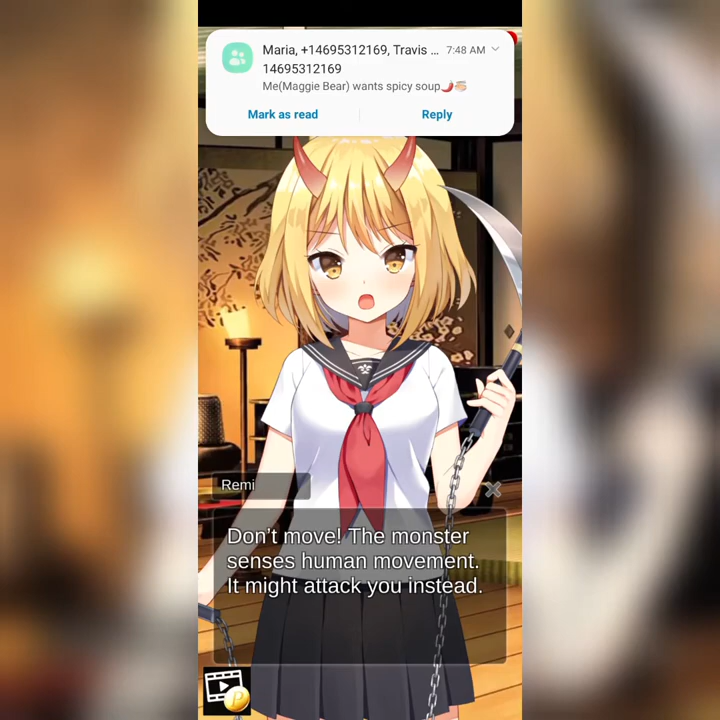 Maria, +14695312169, Travis ... 7:48 AM
14695312169
Me(Maggie Bear) wants spicy soup🌶️🍜
Mark as read Reply
Remi
Don't move! The monster
senses human movement.
It might attack you instead.
P